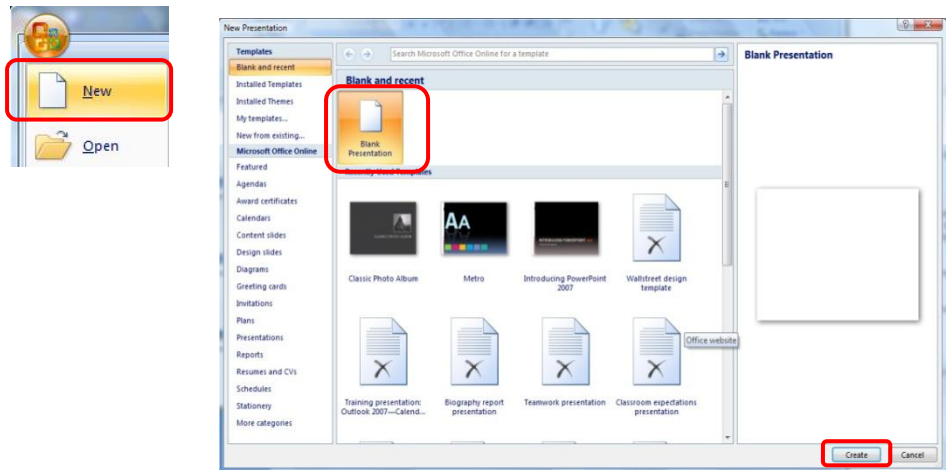 New
Open
New Presentation
Templates
Blank and recent
Installed Templates
Installed Themes
My templates...
New from existing...
Microsoft Office Online
Featured
Agendas
Award certificates
Calendars
Content slides
Design slides
Diagrams
Greeting cards
Invitations
Plans
Presentations
Reports
Resumes and CVs
Schedules
Stationery
More categories
Search Microsoft Office Online for a template
Blank and recent
Blank
Presentation
Recently Used Templates
Classic Photo Album
Metro
Introducing PowerPoint
2007
Wallstreet design
template
Office website
Training presentation:
Outlook 2007—Calend...
Biography report
presentation
Teamwork presentation
Classroom expectations
presentation
Blank Presentation
Create
Cancel